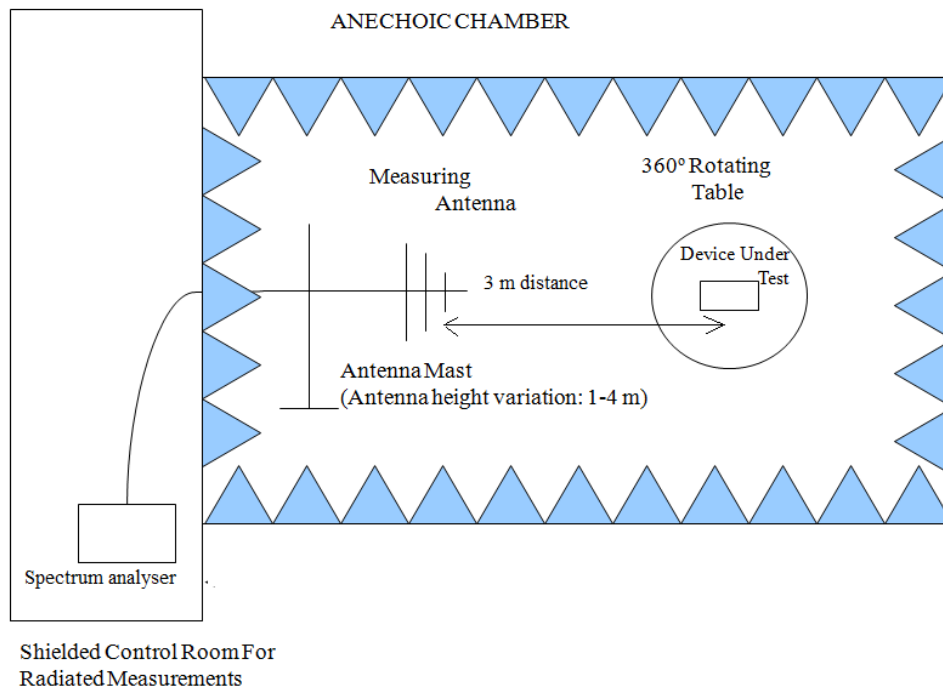 ANECHOIC CHAMBER
Measuring
Antenna
360º Rotating
Table
Device Under
Test
3 m distance
Antenna Mast
(Antenna height variation: 1-4 m)
Spectrum analyser
Shielded Control Room For
Radiated Measurements